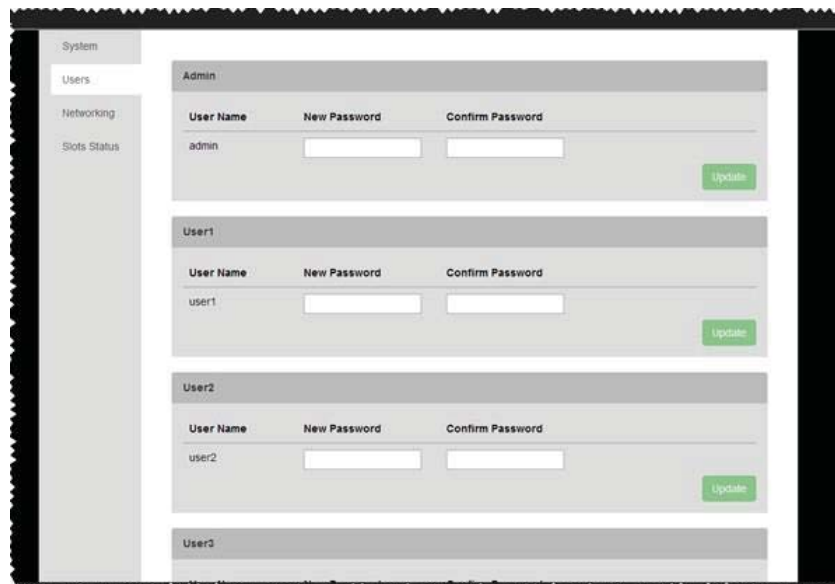 System
Users
Networking
Slots Status
Admin
User Name New Password Confirm Password
admin
Update
User1
User Name New Password Confirm Password
user1
Update
User2
User Name New Password Confirm Password
user2
Update
User3